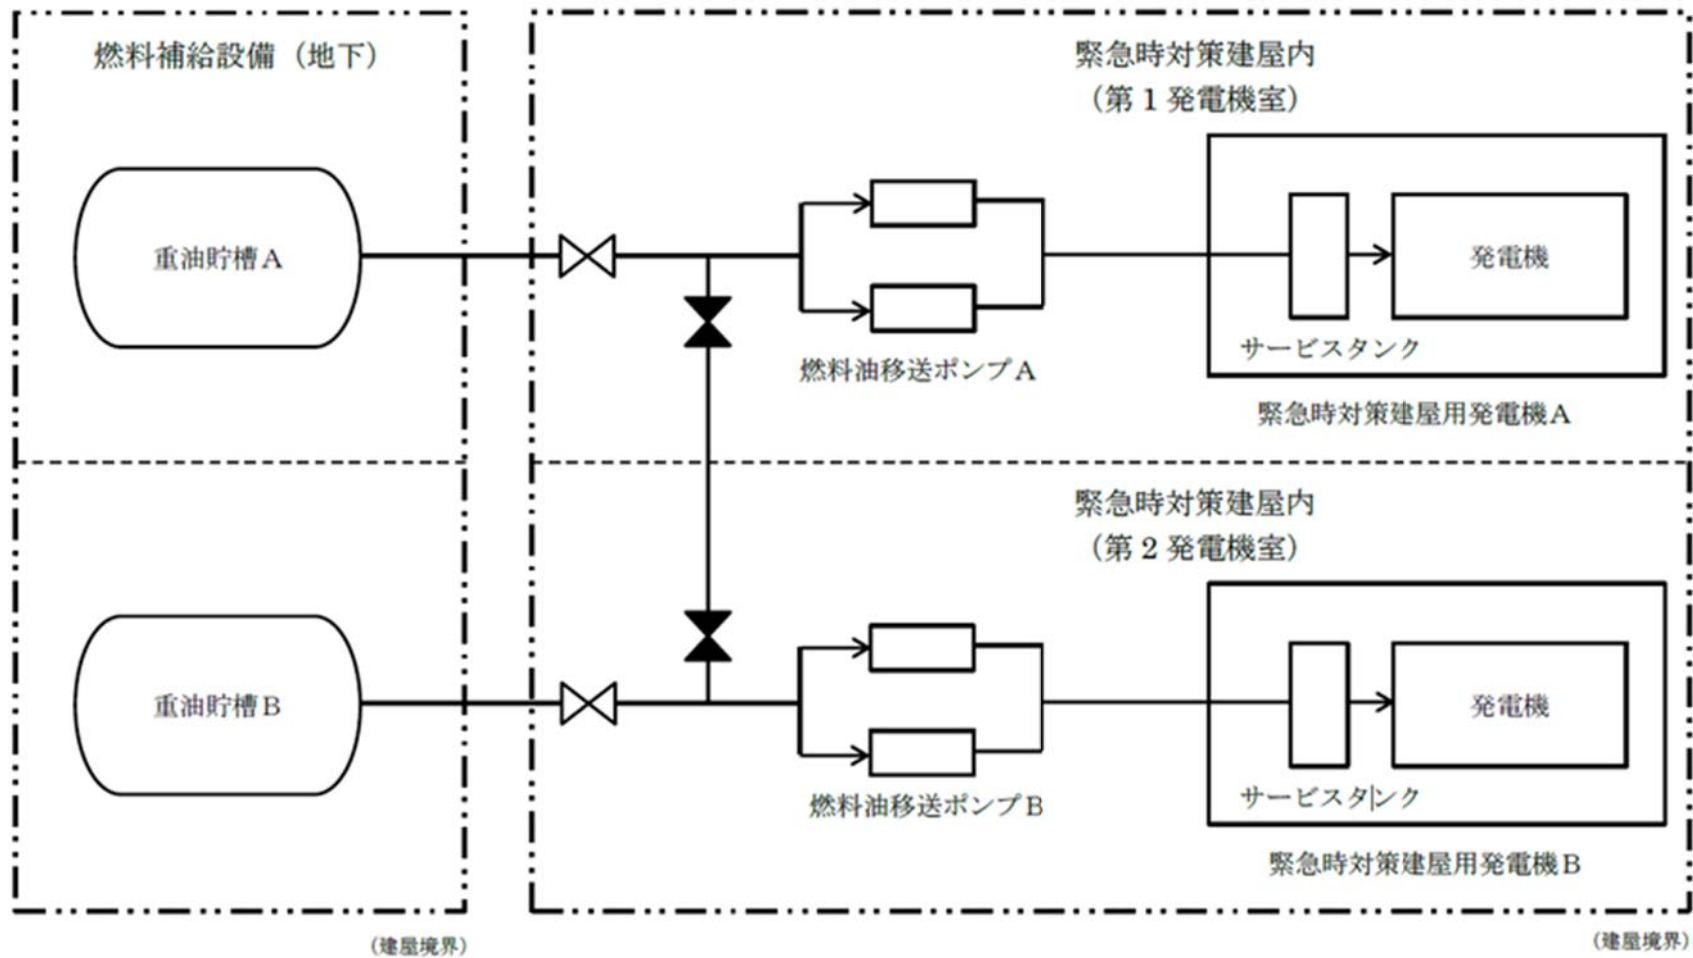 燃料補給設備（地下）
緊急時対策建屋内
（第1発電機室）
重油貯槽A
発電機
サービスタンク
燃料油移送ポンプA
緊急時対策建屋用発電機A
緊急時対策建屋内
（第2発電機室）
重油貯槽B
発電機
サービスタンク
燃料油移送ポンプB
緊急時対策建屋用発電機B
（建屋境界）
（建屋境界）